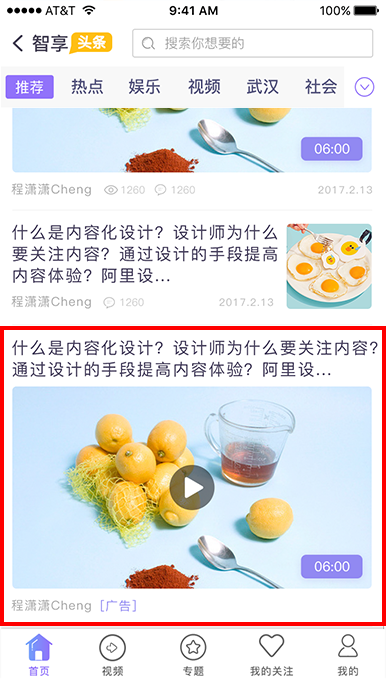 AT&T 9:41 AM 100%
智享头条 搜索你想要的
推荐 热点 娱乐 视频 武汉 社会
06:00
程潇潇Cheng 1260 1260 2017.2.13
什么是内容化设计？设计师为什么
要关注内容？通过设计的手段提高
内容体验？阿里设...
程潇潇Cheng 1260 2017.2.13
什么是内容化设计？设计师为什么要关注内容？
通过设计的手段提高内容体验？阿里设...
06:00
程潇潇Cheng [广告]
首页 视频 专题 我的关注 我的